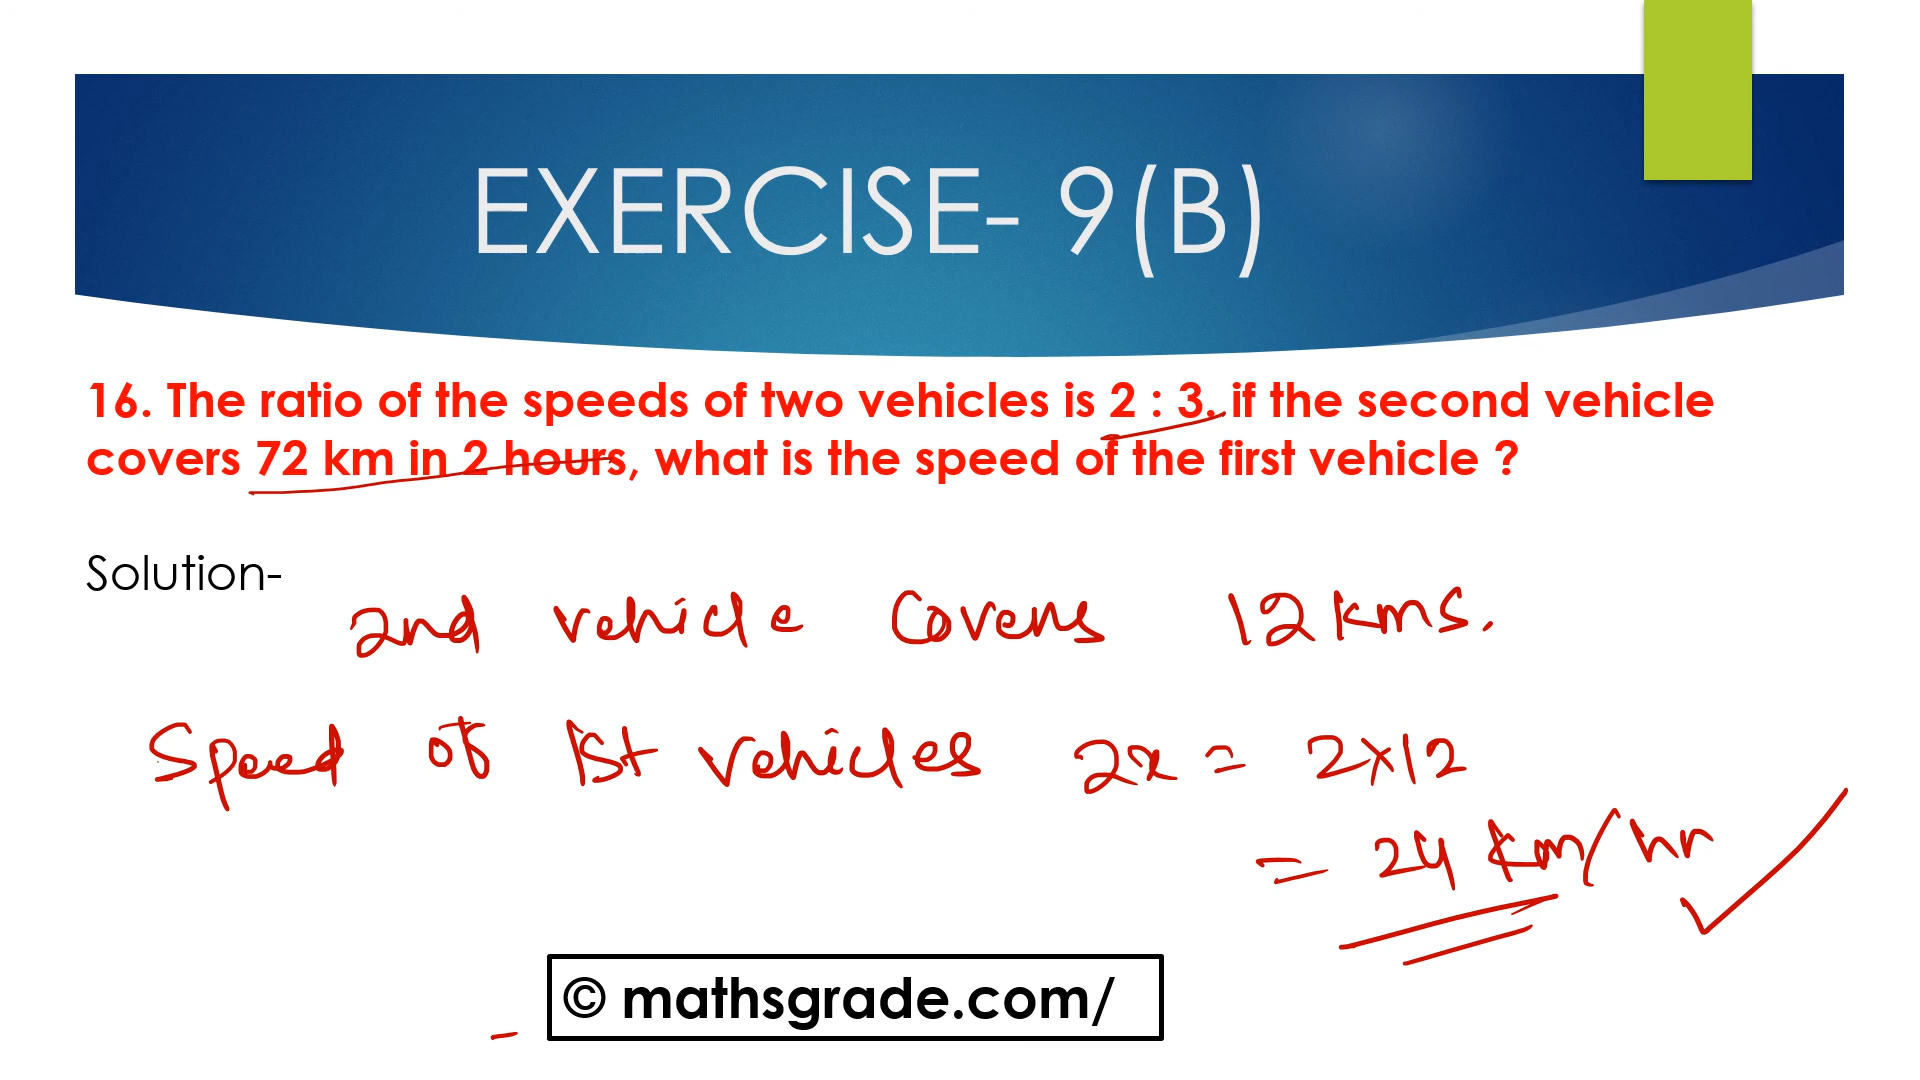 EXERCISE- 9(B)
16. The ratio of the speeds of two vehicles is 2 : 3. if the second vehicle
covers 72 km in 2 hours, what is the speed of the first vehicle ?
Solution-
2nd vehicle covers 12 kms.
Speed of 1st vehicles 2x = 2x12
= 24 km/hr
© mathsgrade.com/